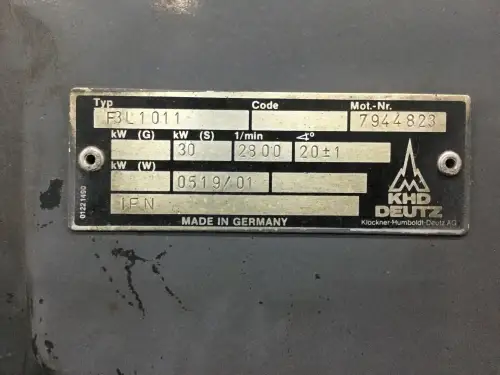 Typ Code Mot.-Nr.
F3L1011 7944823
kW (G) kW (S) 1/min ∢°
30 2800 20±1
kW (W)
0519/01
IFN
KHD
DEUTZ
MADE IN GERMANY Klöckner-Humboldt-Deutz AG
01221490